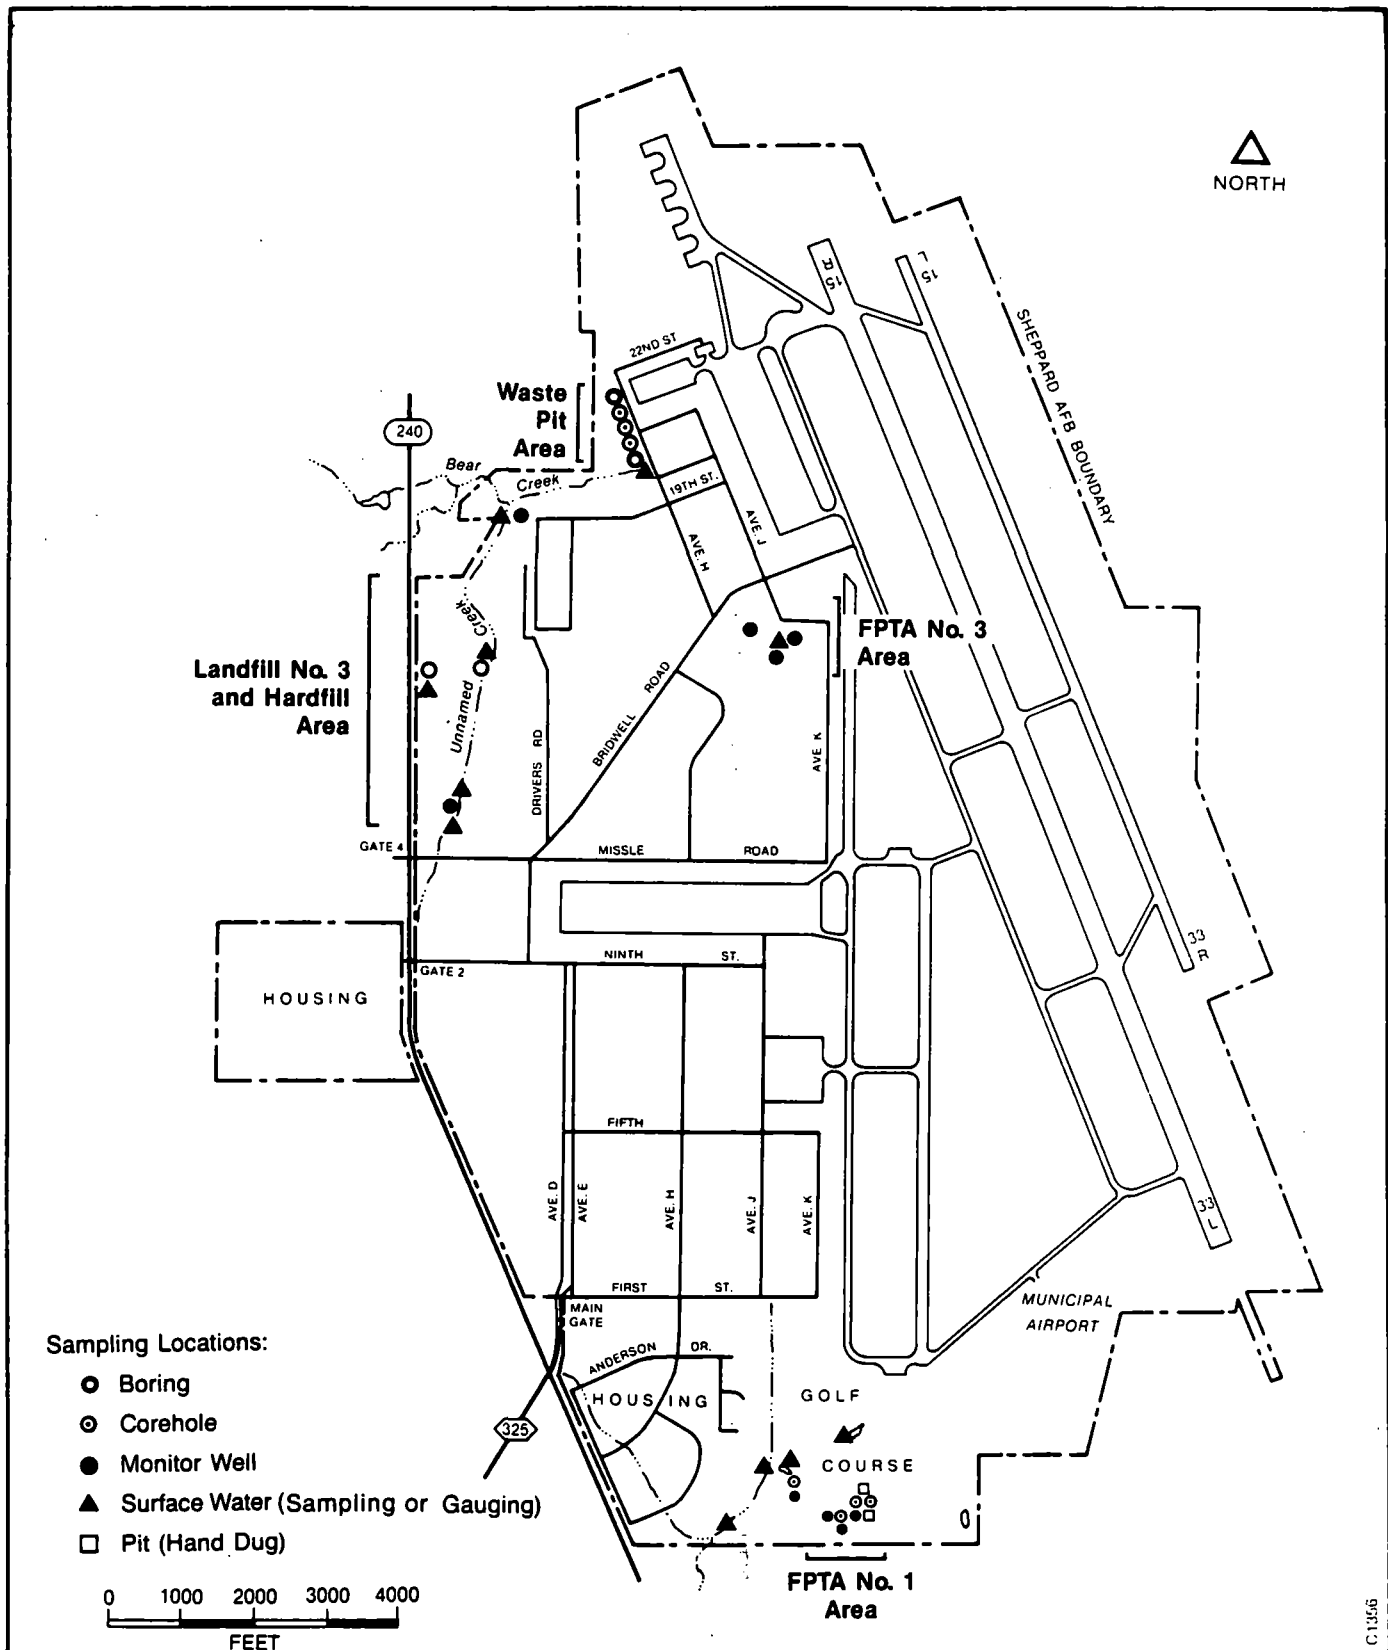 NORTH
15
R
15
L
SHEPPARD AFB BOUNDARY
22ND ST
Waste
Pit
Area
240
Bear
Creek
19TH ST.
AVE. J
AVE. H
Creek
Unnamed
FPTA No. 3
Area
Landfill No. 3
and Hardfill
Area
BRIDWELL ROAD
DRIVERS RD
AVE K
GATE 4
MISSLE ROAD
33
R
NINTH ST.
GATE 2
HOUSING
FIFTH
AVE. D
AVE. E
AVE. H
AVE. J
AVE. K
33
L
FIRST ST.
MAIN
GATE
MUNICIPAL
AIRPORT
Sampling Locations:
Boring
Corehole
Monitor Well
Surface Water (Sampling or Gauging)
Pit (Hand Dug)
ANDERSON DR.
HOUSING
GOLF
COURSE
325
FPTA No. 1
Area
0 1000 2000 3000 4000
FEET
C1356